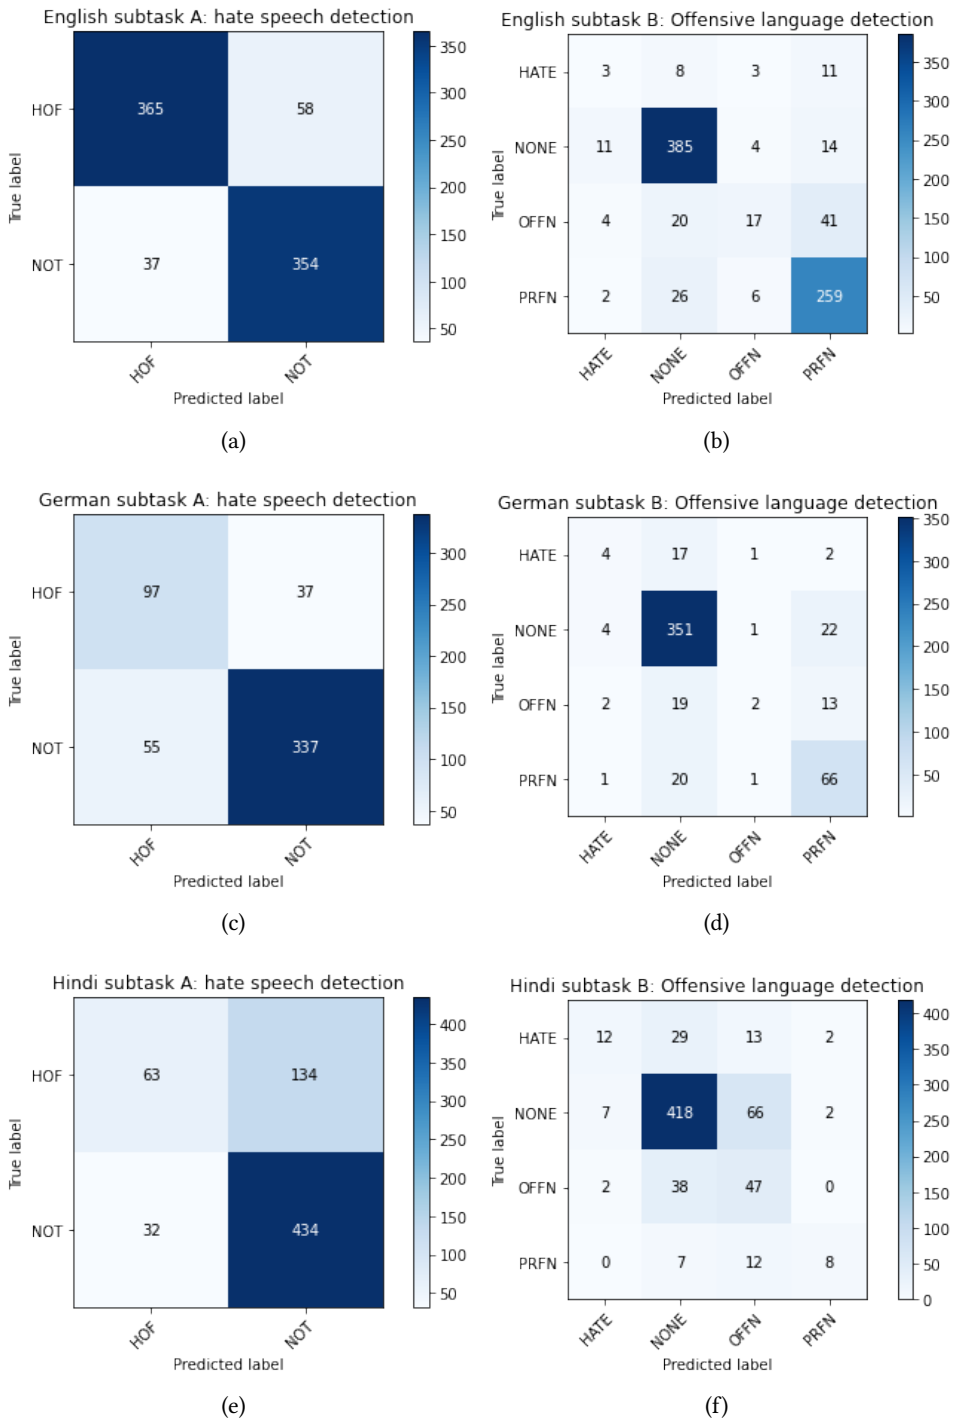 English subtask A: hate speech detection
HOF
NOT
True label
365
58
37
354
HOF
NOT
Predicted label
350
300
250
200
150
100
50
(a)
English subtask B: Offensive language detection
HATE
NONE
OFFN
PRFN
True label
3 8 3 11
11 385 4 14
4 20 17 41
2 26 6 259
HATE
NONE
OFFN
PRFN
Predicted label
350
300
250
200
150
100
50
(b)
German subtask A: hate speech detection
HOF
NOT
True label
97
37
55
337
HOF
NOT
Predicted label
300
250
200
150
100
50
(c)
German subtask B: Offensive language detection
HATE
NONE
OFFN
PRFN
True label
4 17 1 2
4 351 1 22
2 19 2 13
1 20 1 66
HATE
NONE
OFFN
PRFN
Predicted label
350
300
250
200
150
100
50
(d)
Hindi subtask A: hate speech detection
HOF
NOT
True label
63
134
32
434
HOF
NOT
Predicted label
400
350
300
250
200
150
100
50
(e)
Hindi subtask B: Offensive language detection
HATE
NONE
OFFN
PRFN
True label
12 29 13 2
7 418 66 2
2 38 47 0
0 7 12 8
HATE
NONE
OFFN
PRFN
Predicted label
400
350
300
250
200
150
100
50
0
(f)